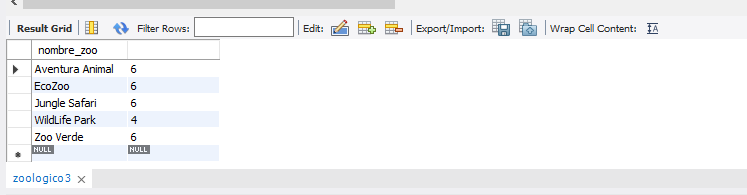 Result Grid Filter Rows: Edit: Export/Import: Wrap Cell Content: IA
nombre_zoo
Aventura Animal 6
EcoZoo 6
Jungle Safari 6
WildLife Park 4
Zoo Verde 6
NULL NULL
zoologico3